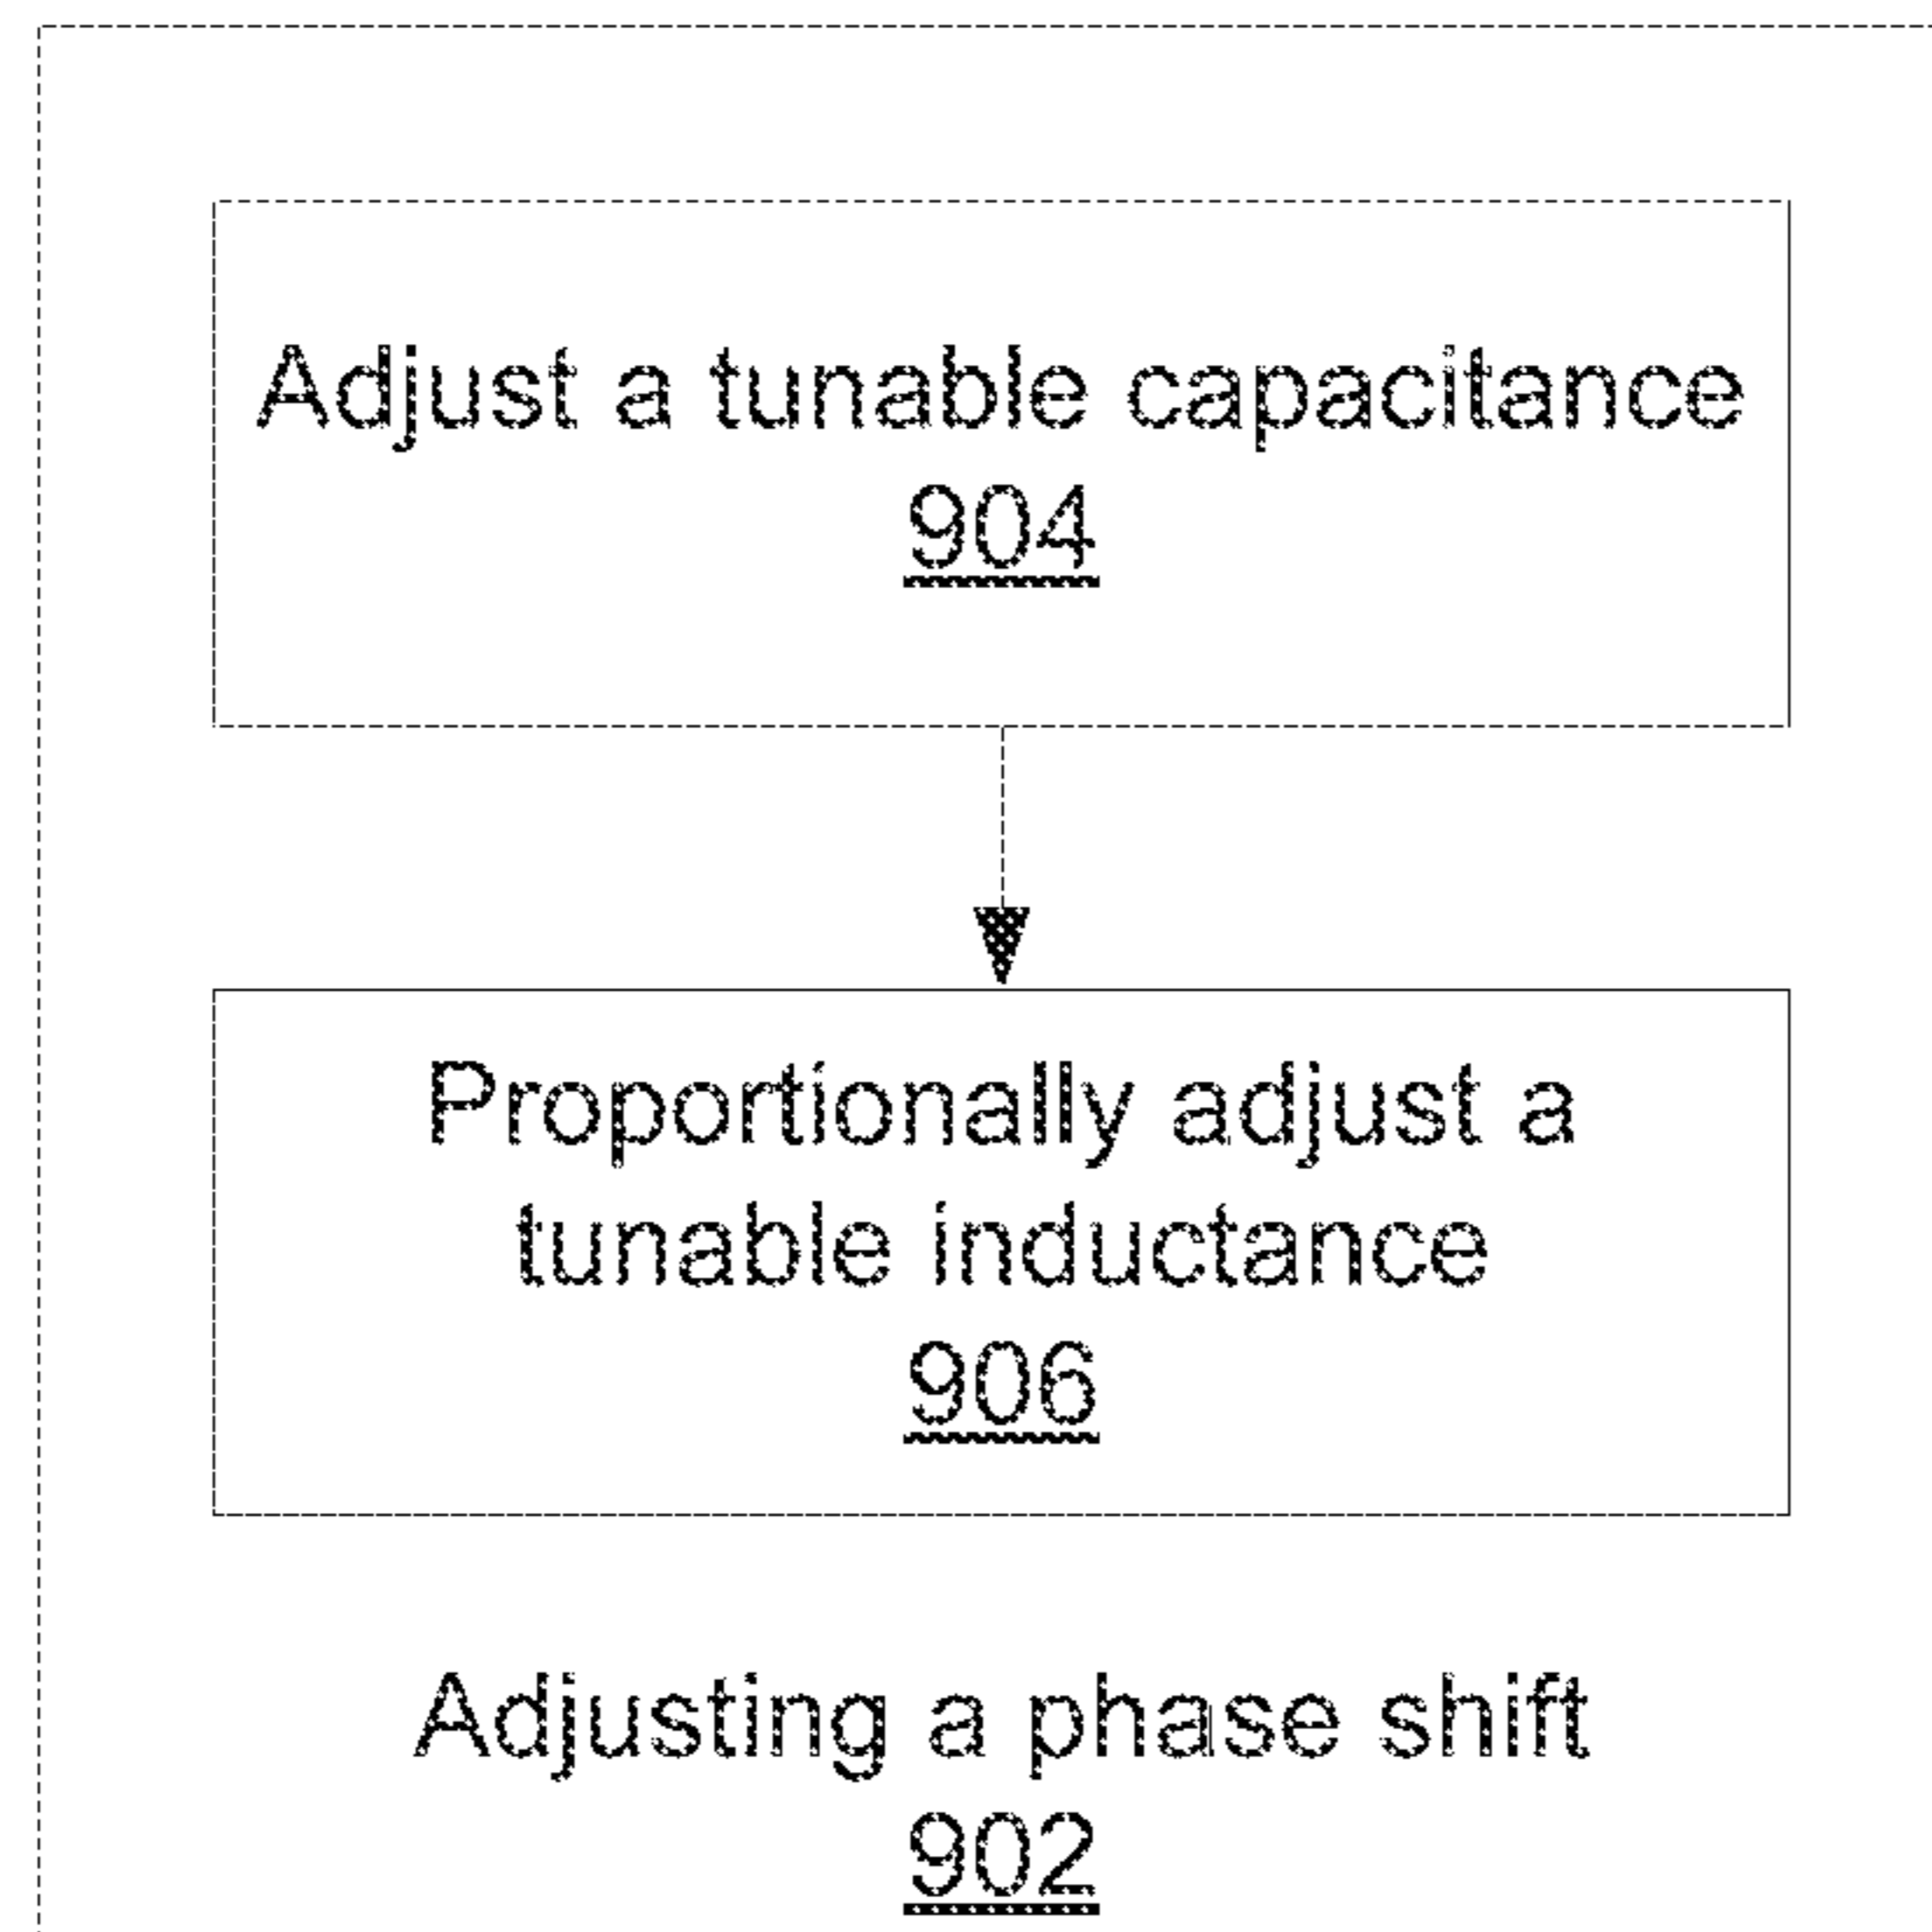 Adjust a tunable capacitance
904
Proportionally adjust a
tunable inductance
906
Adjusting a phase shift
902